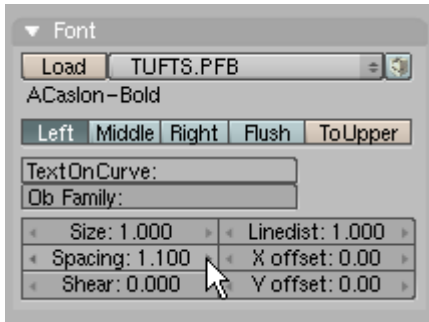 Font
Load TUFTS.PFB
ACaslon-Bold
Left Middle Right Flush ToUpper
TextOnCurve:
Ob Family:
Size: 1.000 Linedist: 1.000
Spacing: 1.100 X offset: 0.00
Shear: 0.000 Y offset: 0.00